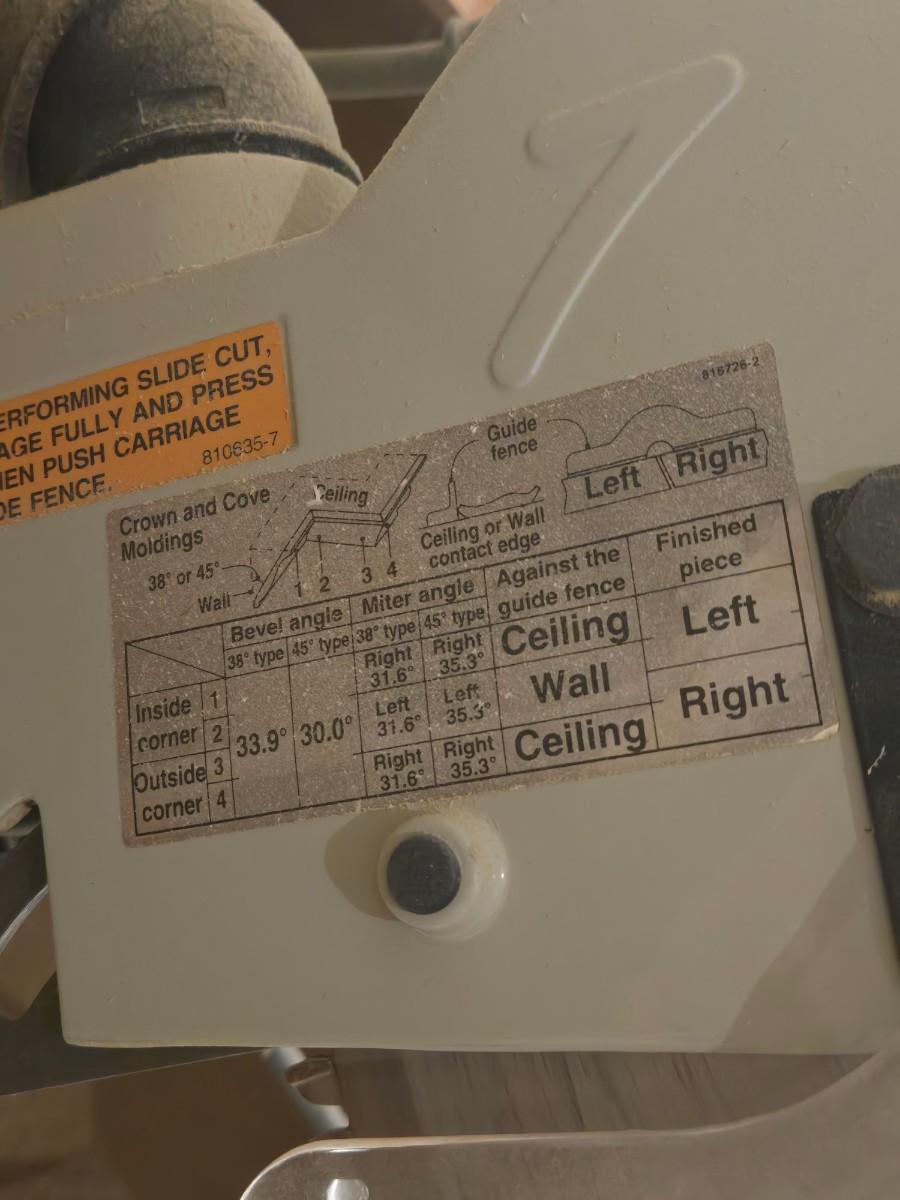 ERFORMING SLIDE CUT,
AGE FULLY AND PRESS
EN PUSH CARRIAGE
DE FENCE.
810635-7
816726-2
Crown and Cove
Moldings
Ceiling
38° or 45°
Wall
1 2 3 4
Guide
fence
Ceiling or Wall
contact edge
Left Right
Bevel angle Miter angle Against the guide fence Finished piece
38° type 45° type 38° type 45° type
Inside corner 1 33.9° 30.0° Right 31.6° Right 35.3° Ceiling Left
2 Left 31.6° Left 35.3° Wall
Outside corner 3 Right
4 Right 31.6° Right 35.3° Ceiling